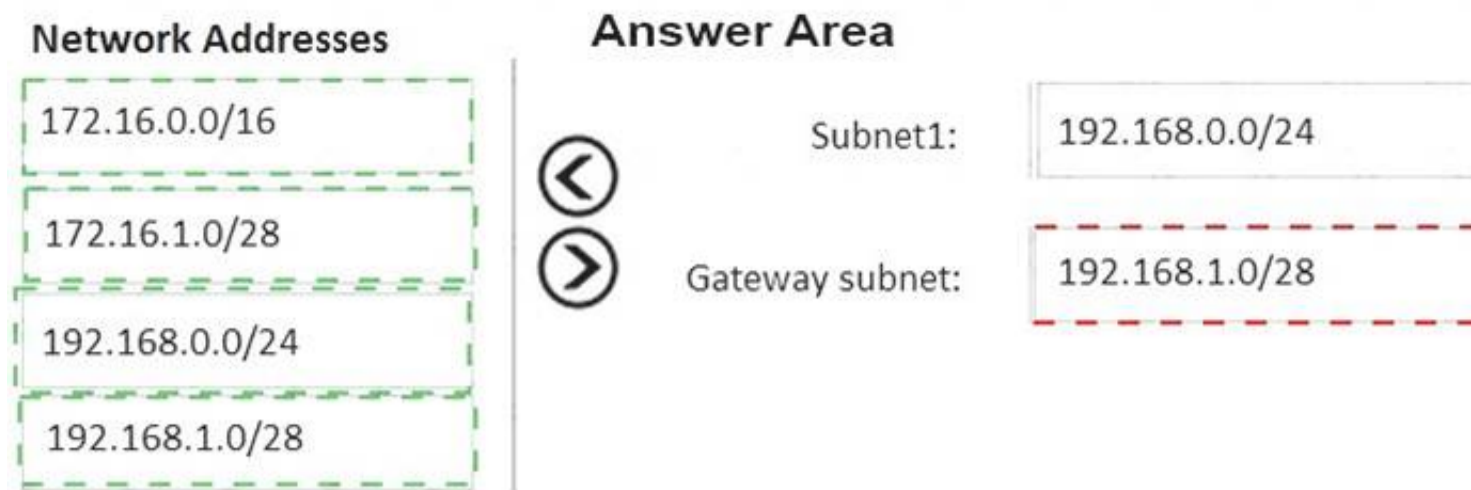 Network Addresses
172.16.0.0/16
172.16.1.0/28
192.168.0.0/24
192.168.1.0/28
Answer Area
Subnet1: 192.168.0.0/24
Gateway subnet: 192.168.1.0/28